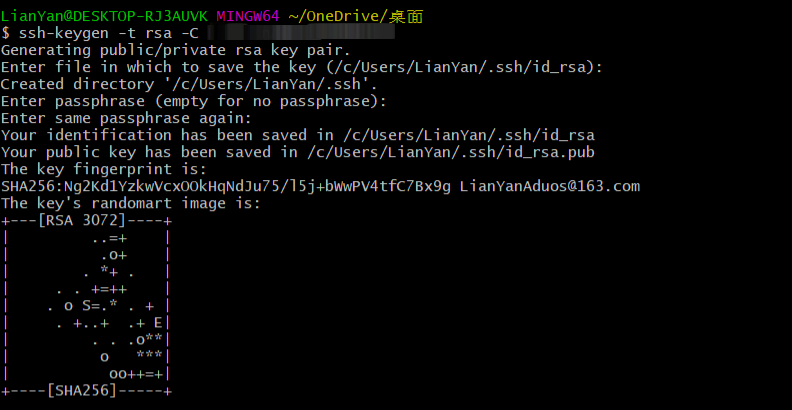 LianYan@DESKTOP-RJ3AUVK MINGW64 ~/OneDrive/桌面
$ ssh-keygen -t rsa -C
Generating public/private rsa key pair.
Enter file in which to save the key (/c/Users/LianYan/.ssh/id_rsa):
Created directory '/c/Users/LianYan/.ssh'.
Enter passphrase (empty for no passphrase):
Enter same passphrase again:
Your identification has been saved in /c/Users/LianYan/.ssh/id_rsa
Your public key has been saved in /c/Users/LianYan/.ssh/id_rsa.pub
The key fingerprint is:
SHA256:Ng2Kd1YzkwVcxOOkHqNdJu75/l5j+bWwPV4tfC7Bx9g LianYanAduos@163.com
The key's randomart image is:
+---[RSA 3072]----+
|          ..=+    |
|           .o+    |
|         . *+ .   |
|      . . +=++    |
|     . o S=.* . + |
|      . +..+  .+ E|
|          . . .o**|
|           o   ***|
|            oo++=+|
+----[SHA256]-----+